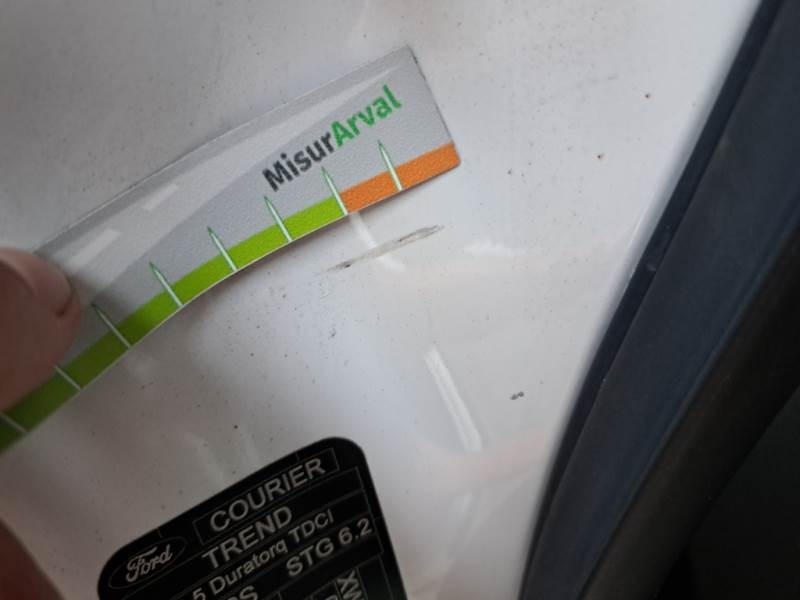 MisurArval
Ford
COURIER
TREND
5 Duratorq TDCI
STG 6.2